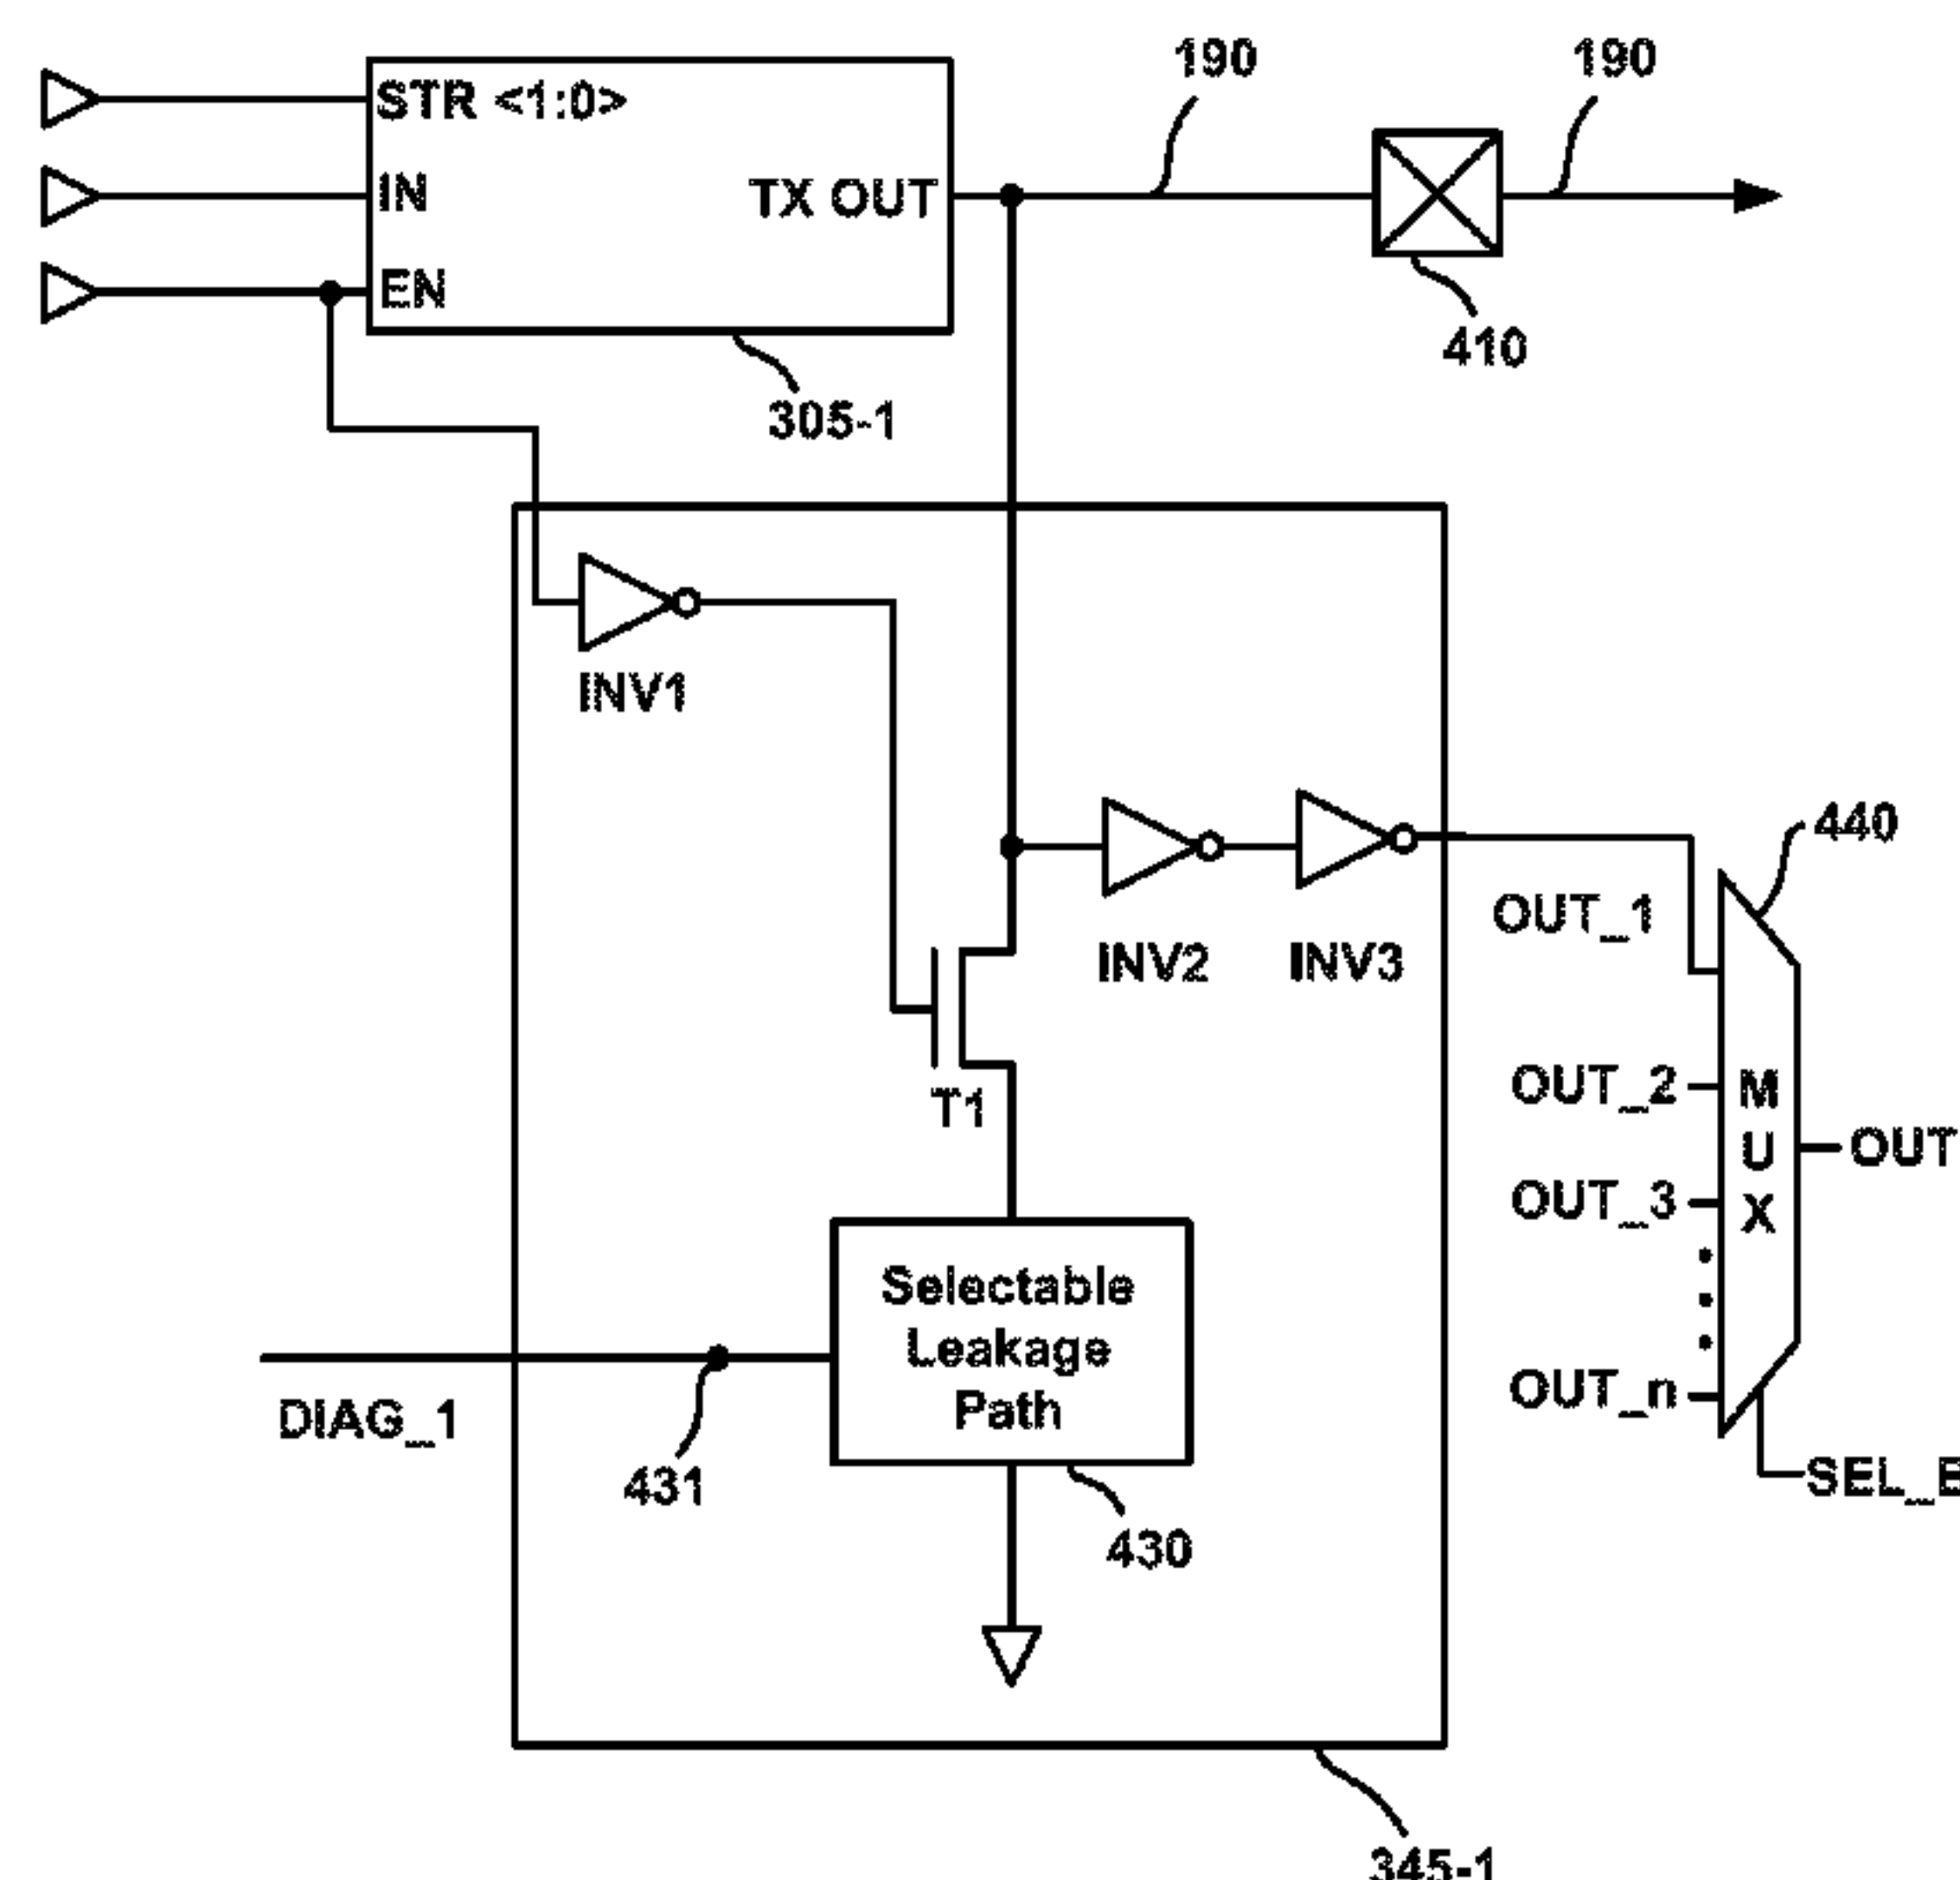 190
190
STR <1:0>
IN
TX OUT
EN
410
305-1
INV1
440
OUT_1
INV2
INV3
OUT_2
T1
M
U
X
OUT
OUT_3
Selectable
Leakage
Path
OUT_n
DIAG_1
431
SEL_E
430
345-1